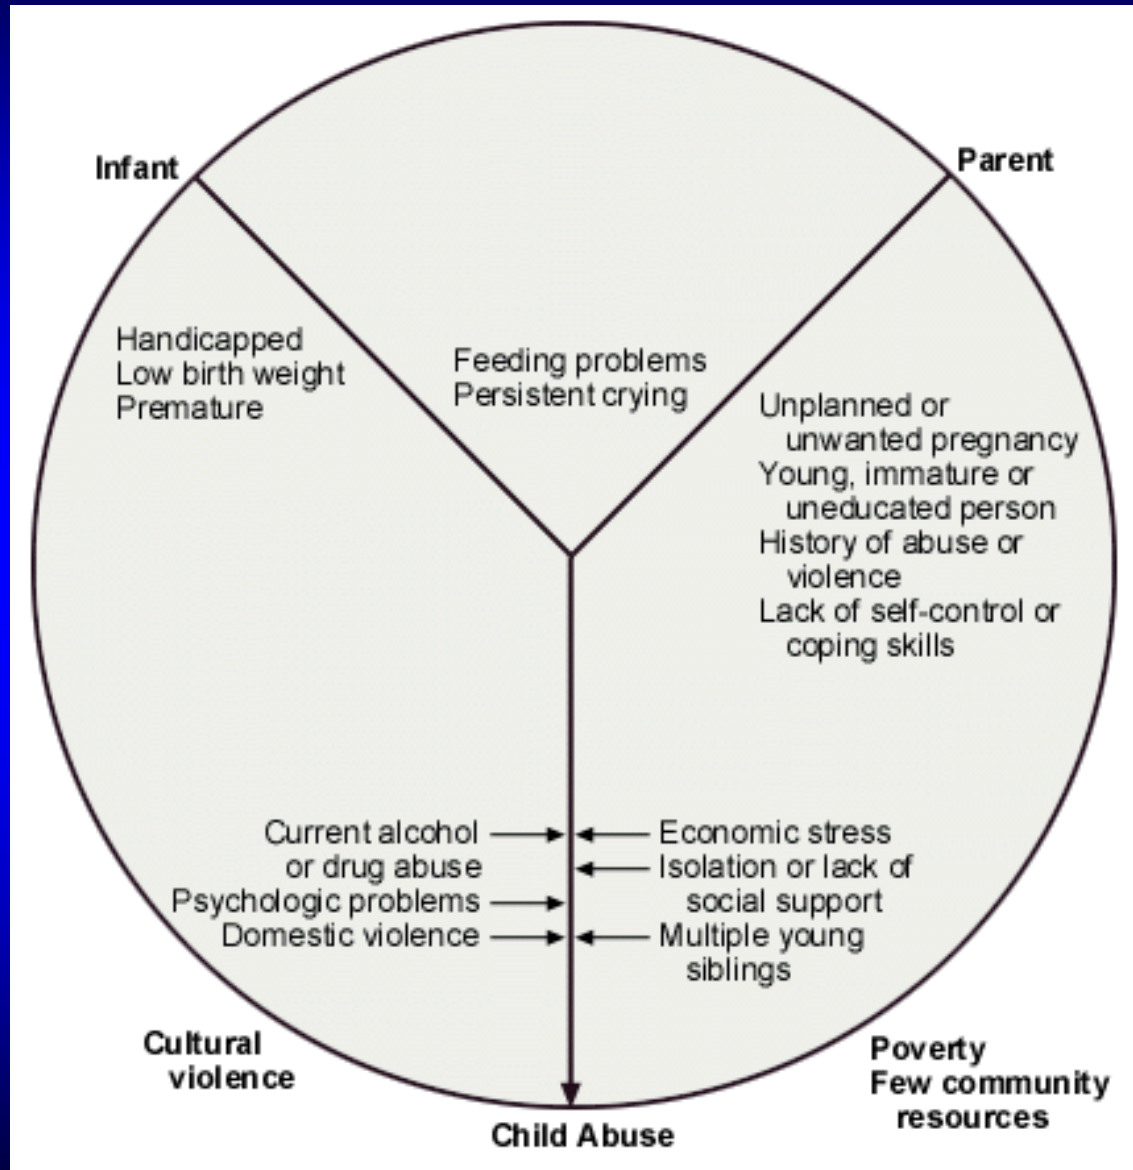 Infant
Parent
Handicapped
Low birth weight
Premature
Feeding problems
Persistent crying
Unplanned or
unwanted pregnancy
Young, immature or
uneducated person
History of abuse or
violence
Lack of self-control or
coping skills
Current alcohol
or drug abuse
Psychologic problems
Domestic violence
Economic stress
Isolation or lack of
social support
Multiple young
siblings
Cultural
violence
Poverty
Few community
resources
Child Abuse